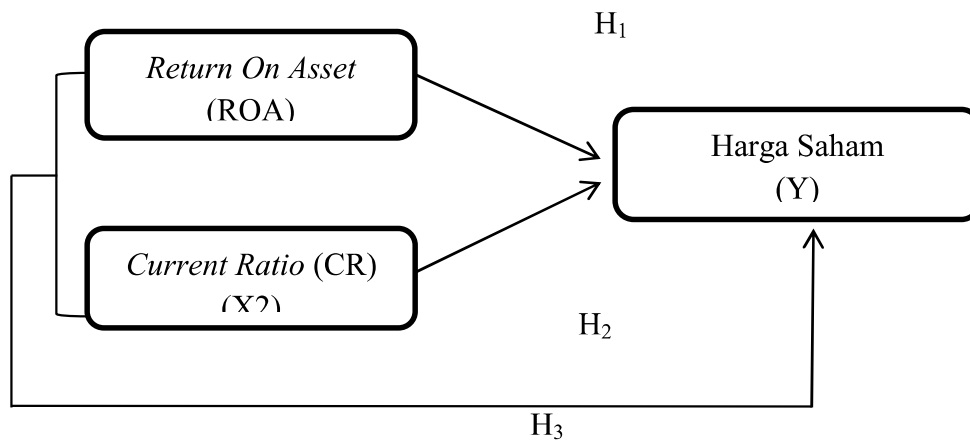 H₁
Return On Asset
(ROA)
Harga Saham
(Y)
Current Ratio (CR)
(X2)
H₂
H₃